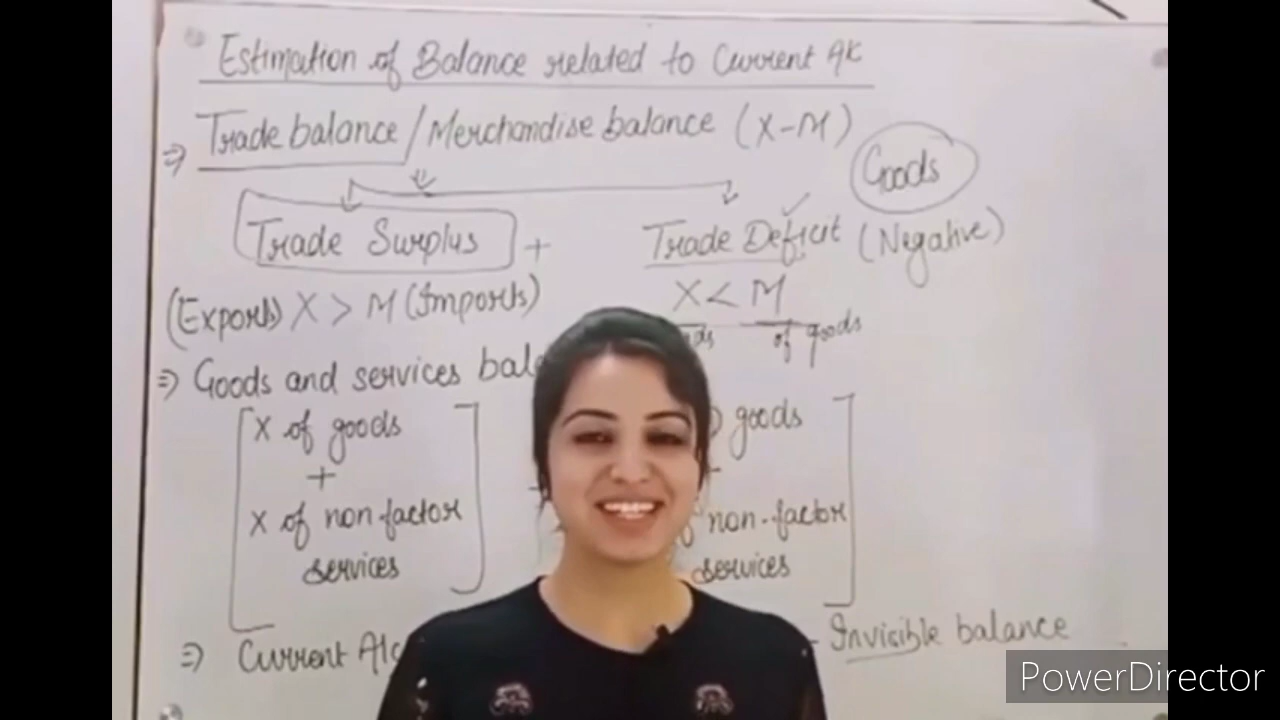 Estimation of Balance related to Current A/c
⇒ Trade balance / Merchandise balance (X-M)
Goods
Trade Surplus + Trade Deficit (Negative)
(Exports) X > M (Imports) X < M
of goods
⇒ Goods and services
X of goods goods
+
X of non-factor non-factor
services services
⇒ Current A/c - Invisible balance
PowerDirector